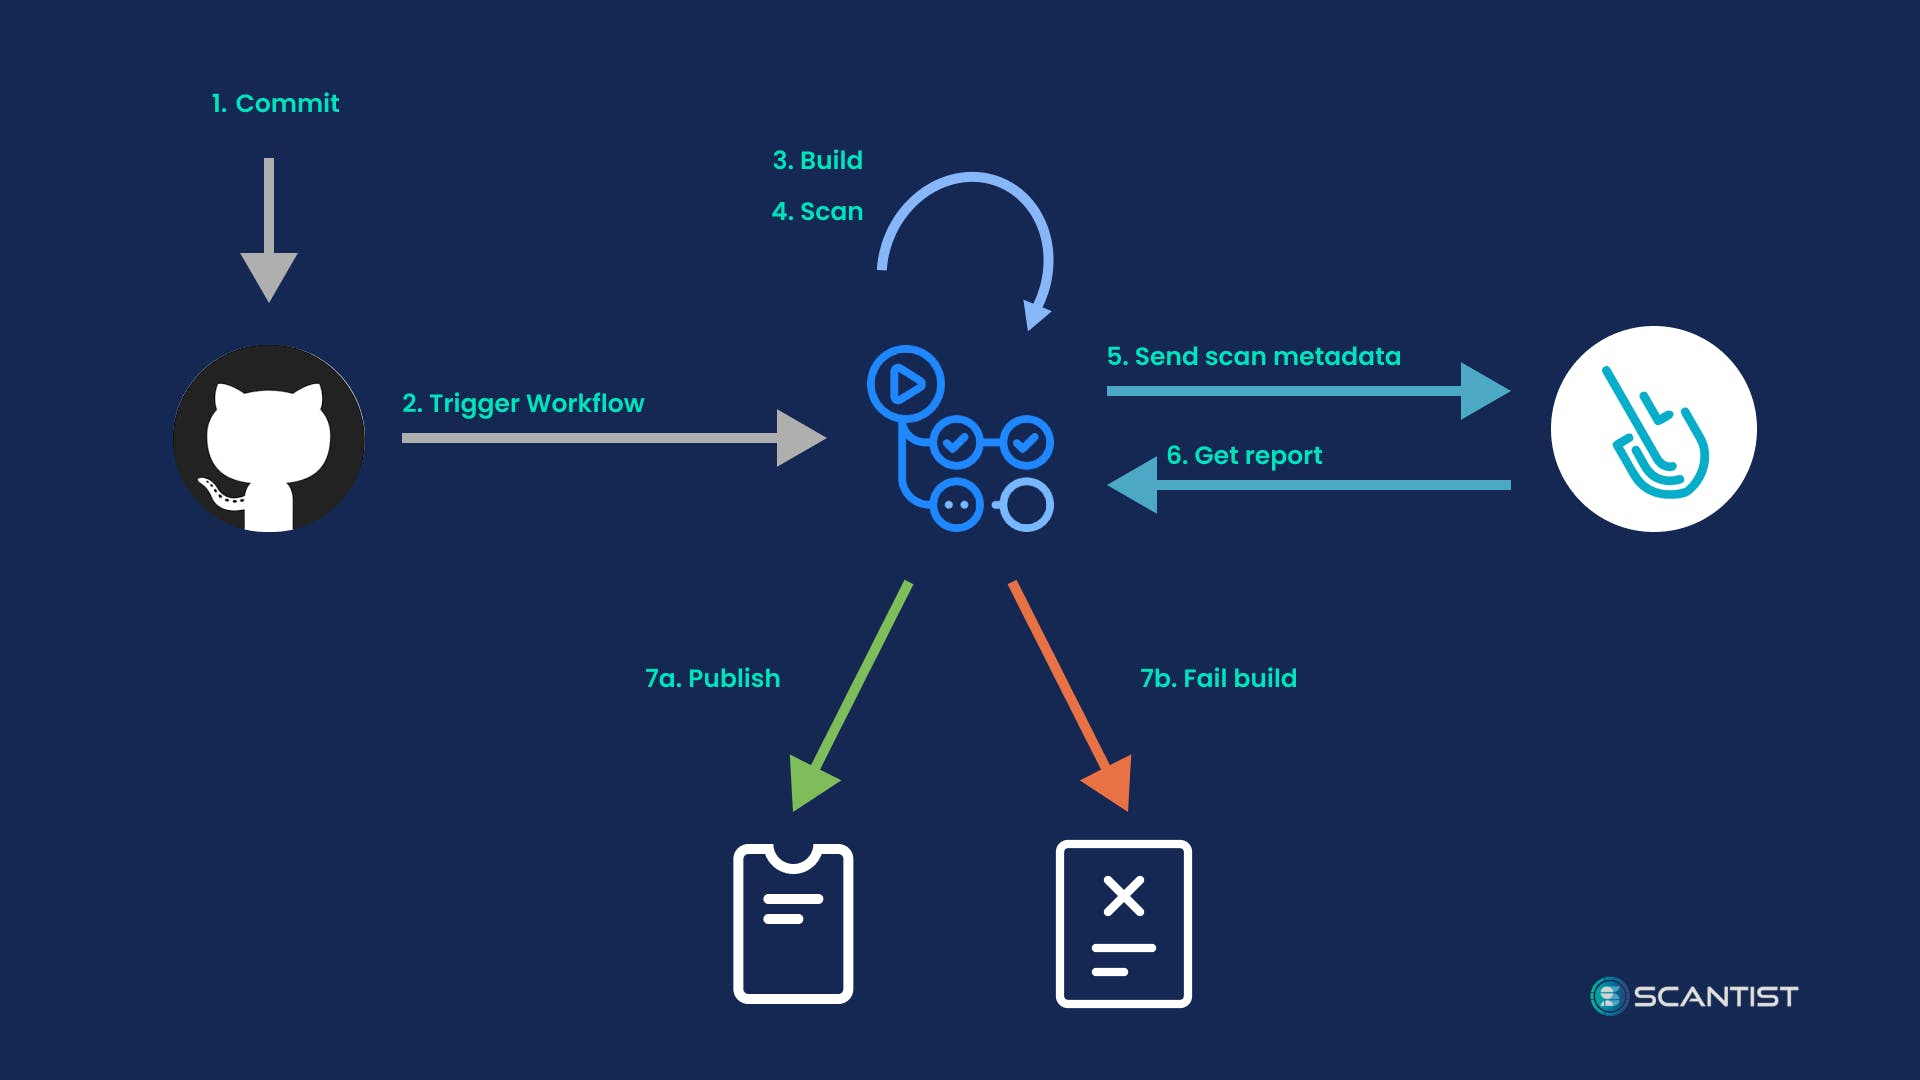 1. Commit
3. Build
4. Scan
2. Trigger Workflow
5. Send scan metadata
6. Get report
7a. Publish
7b. Fail build
SCANTIST